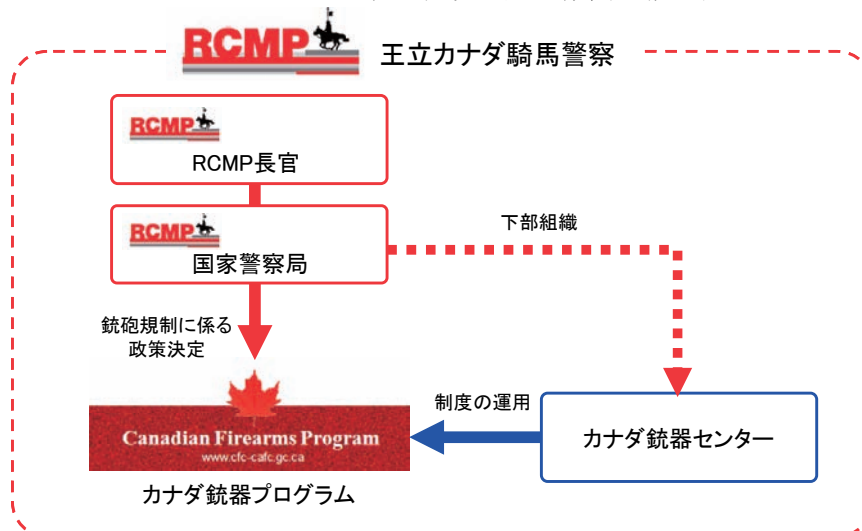 RCMP
王立カナダ騎馬警察
RCMP
RCMP長官
RCMP
国家警察局
下部組織
銃砲規制に係る
政策決定
Canadian Firearms Program
www.cfc-cafc.gc.ca
カナダ銃器プログラム
制度の運用
カナダ銃器センター